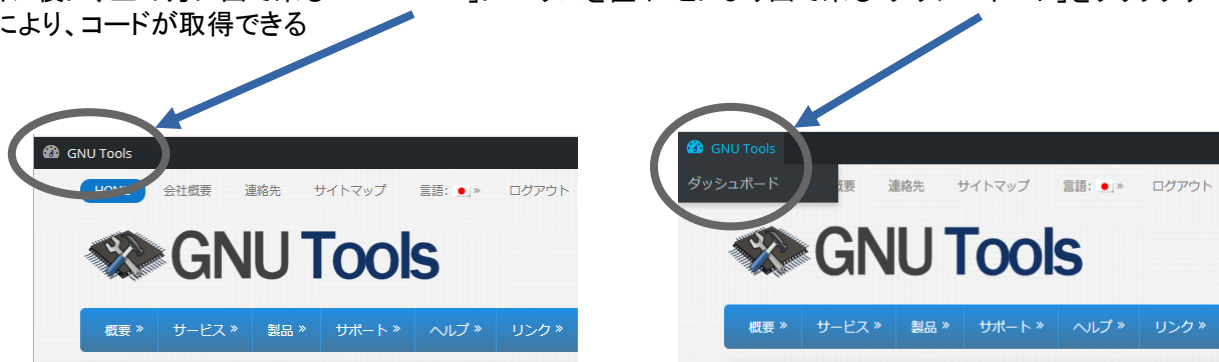 により、コードが取得できる
GNU Tools
会社概要 連絡先 サイトマップ 言語: » ログアウト
GNU Tools
概要 » サービス » 製品 » サポート » ヘルプ » リンク »
GNU Tools
ダッシュボード
概要 連絡先 サイトマップ 言語: » ログアウト
GNU Tools
概要 » サービス » 製品 » サポート » ヘルプ » リンク »